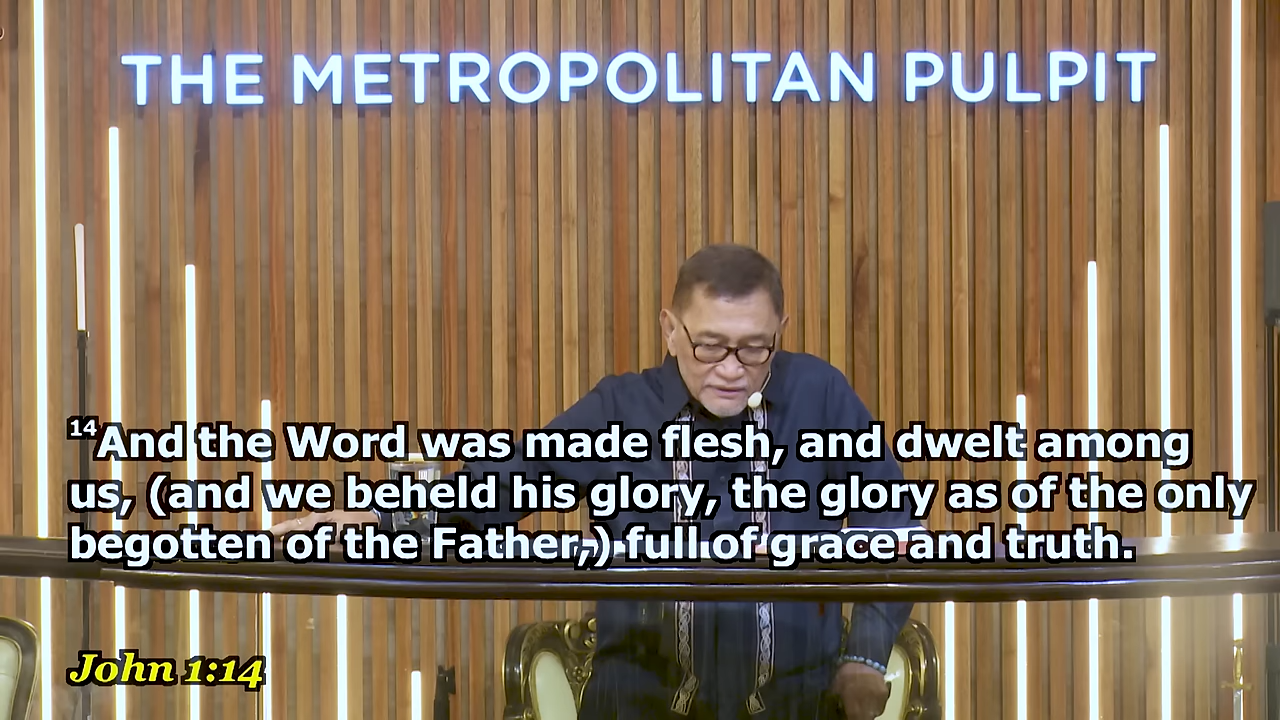 THE METROPOLITAN PULPIT
14And the Word was made flesh, and dwelt among
us, (and we beheld his glory, the glory as of the only
begotten of the Father,) full of grace and truth.
John 1:14